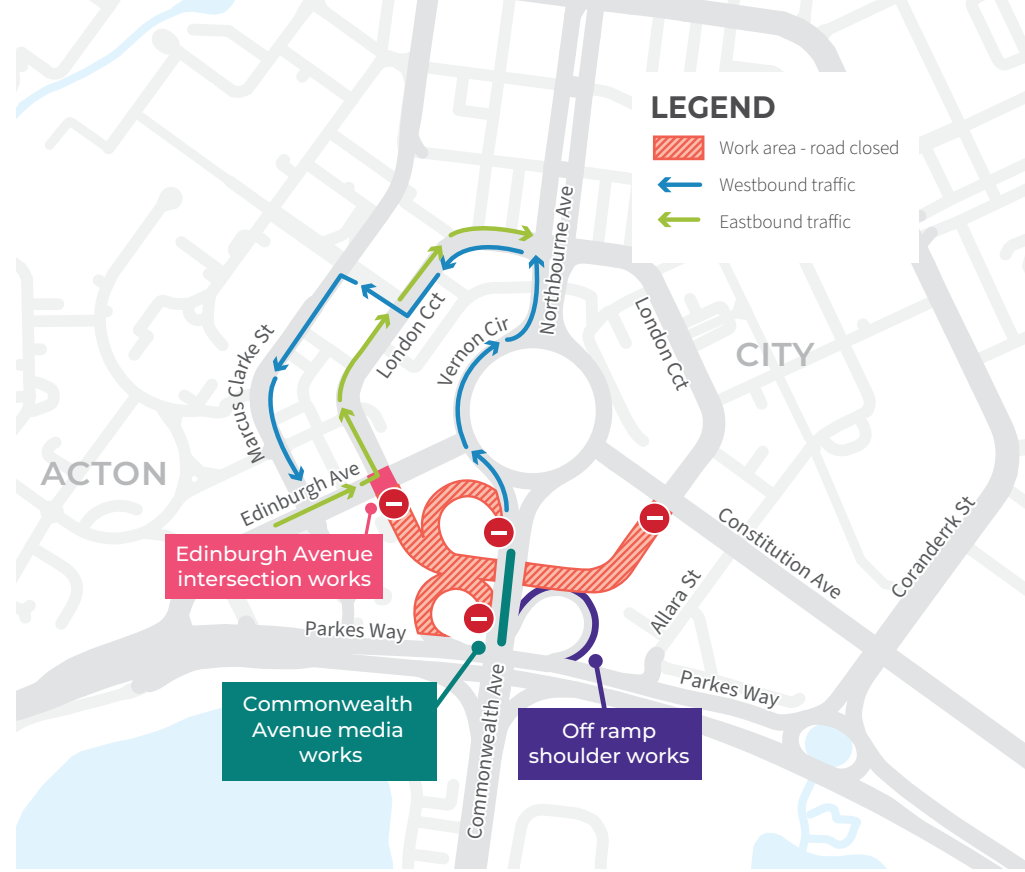 LEGEND
Work area - road closed
Westbound traffic
Eastbound traffic
Northbourne Ave
London Cct
London Cct
Vernon Cir
CITY
Marcus Clarke St
ACTON
Edinburgh Ave
Edinburgh Avenue
intersection works
Constitution Ave
Coranderrk St
Allara St
Parkes Way
Parkes Way
Commonwealth
Avenue media
works
Off ramp
shoulder works
Commonwealth Ave